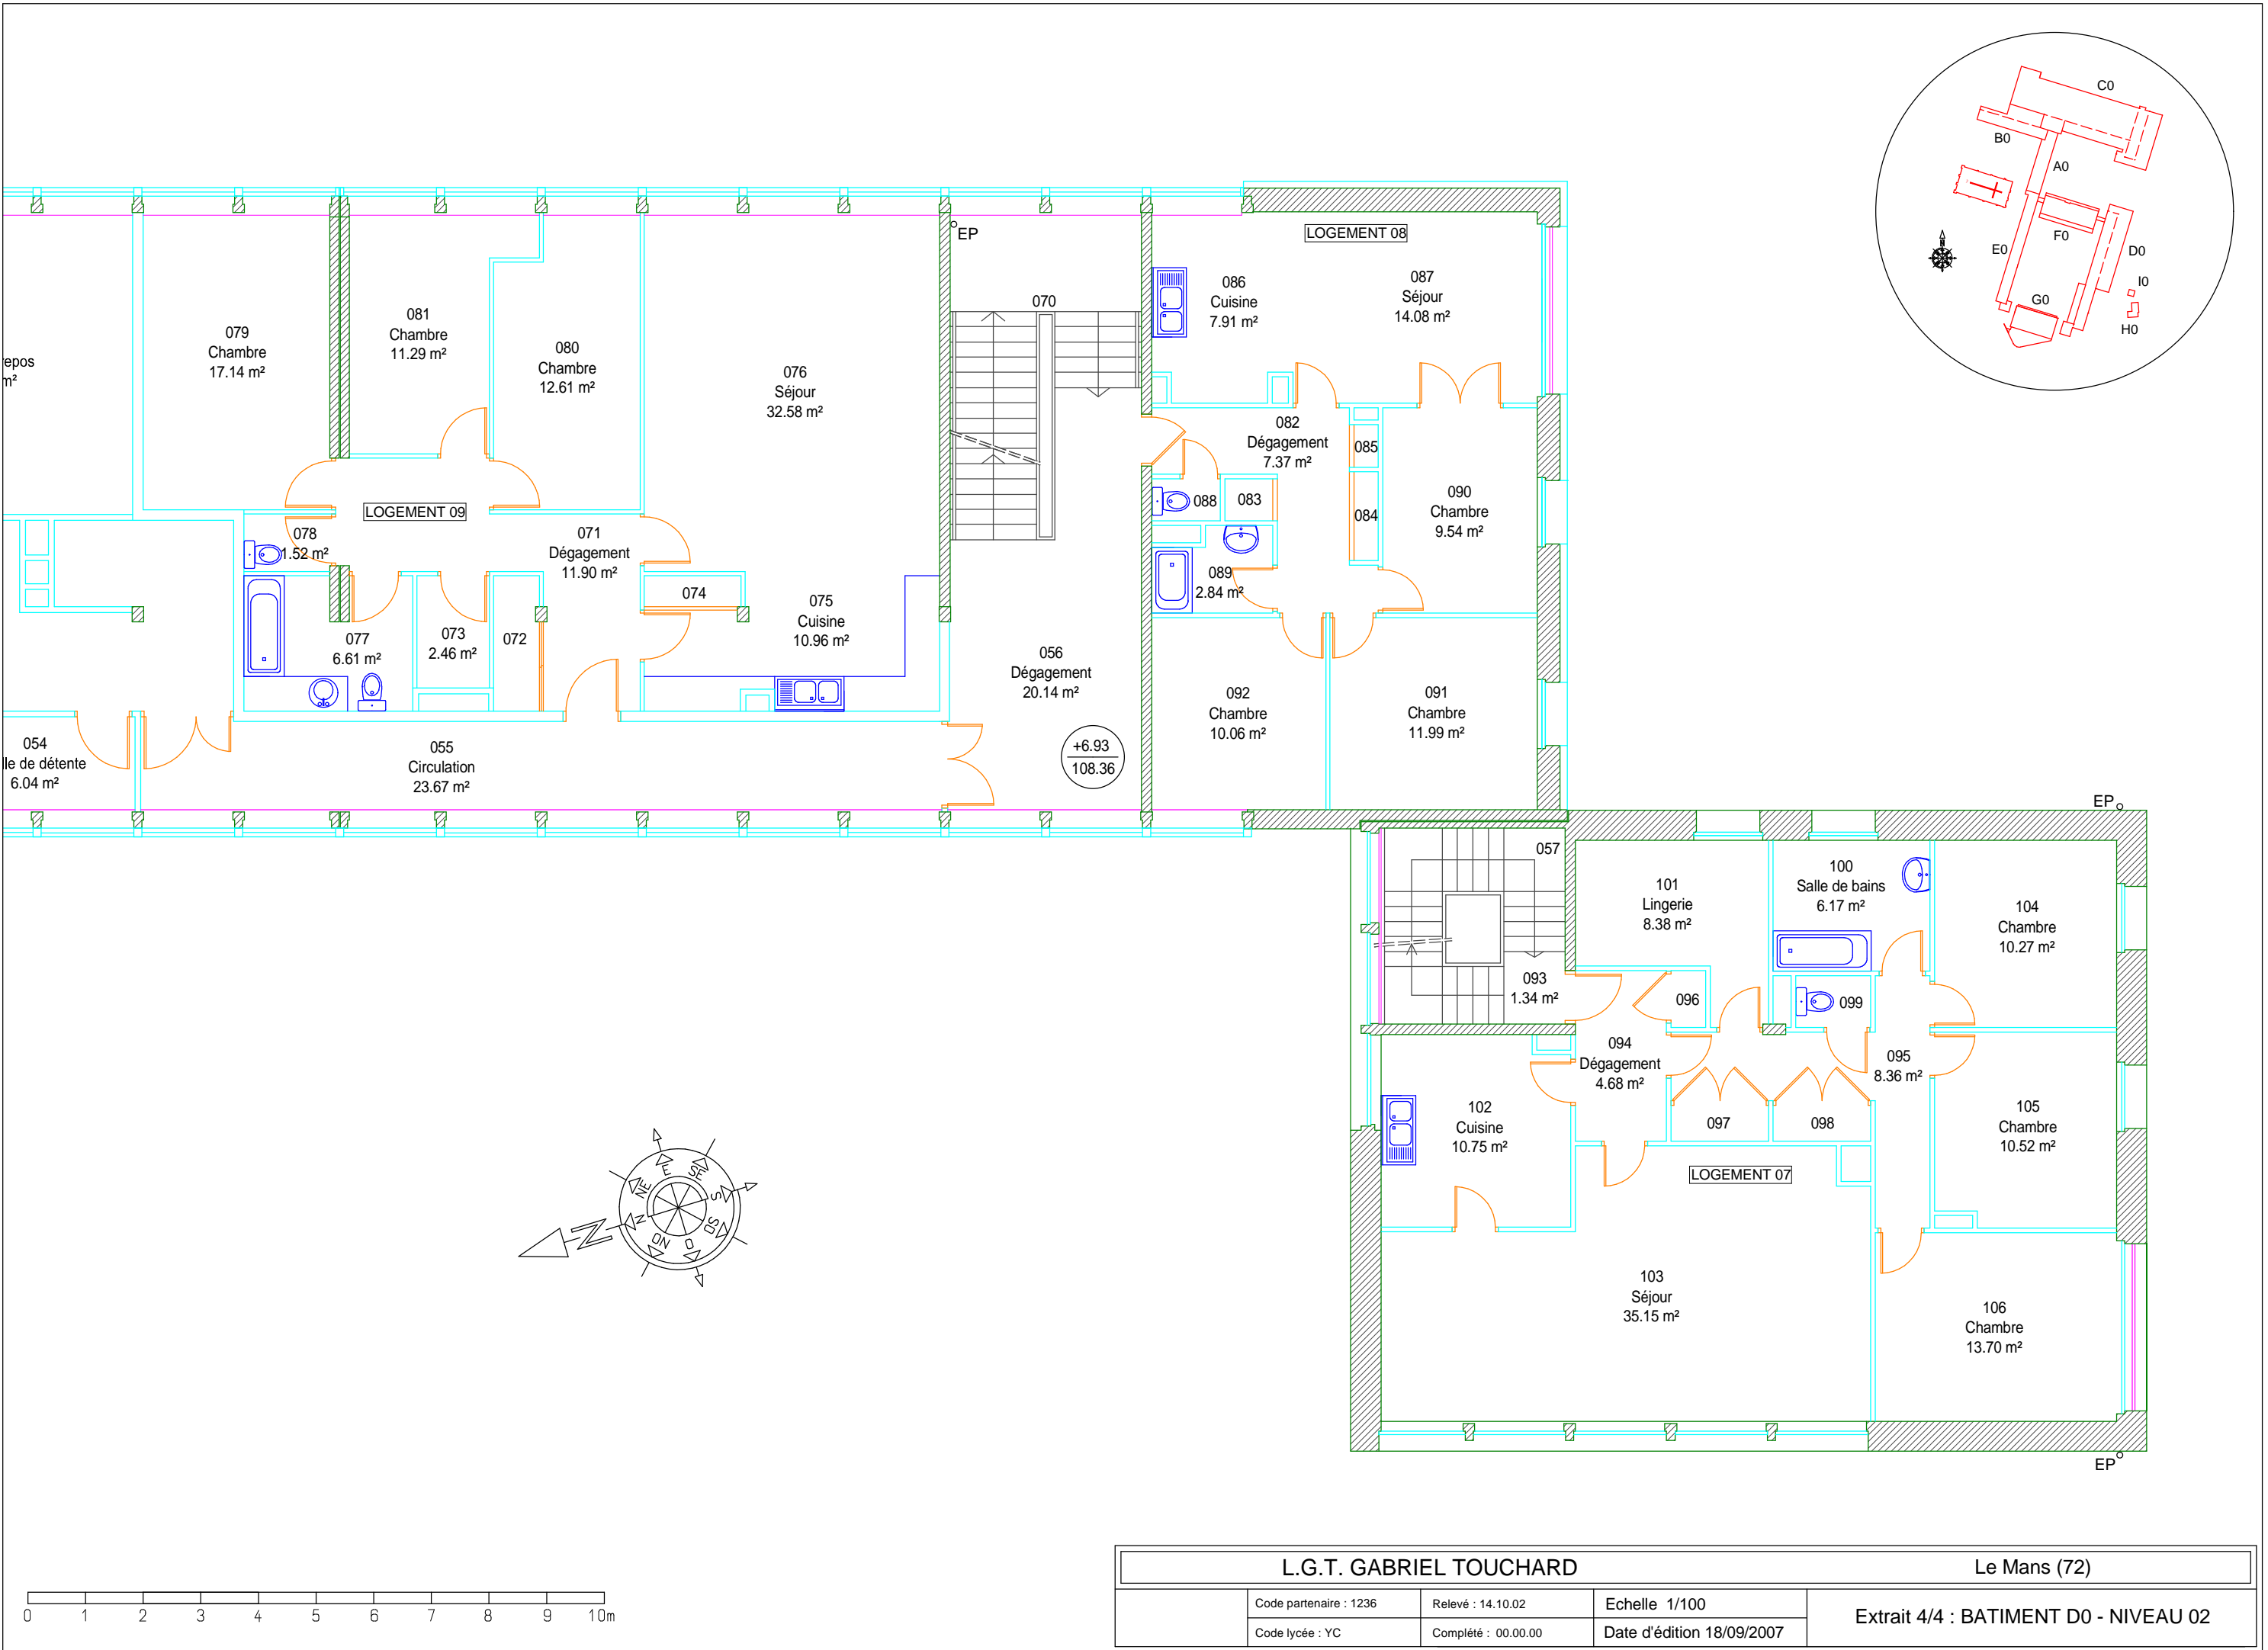 C0
B0
A0
E0
F0
D0
I0
G0
H0
N
EP
LOGEMENT 08
086
Cuisine
7.91 m²
087
Séjour
14.08 m²
070
081
Chambre
11.29 m²
079
Chambre
17.14 m²
080
Chambre
12.61 m²
076
Séjour
32.58 m²
epos
m²
082
Dégagement
7.37 m²
085
090
Chambre
9.54 m²
088
083
084
LOGEMENT 09
078
1.52 m²
071
Dégagement
11.90 m²
089
2.84 m²
074
075
Cuisine
10.96 m²
077
6.61 m²
073
2.46 m²
072
056
Dégagement
20.14 m²
092
Chambre
10.06 m²
091
Chambre
11.99 m²
054
lle de détente
6.04 m²
055
Circulation
23.67 m²
+6.93
108.36
EP
057
101
Lingerie
8.38 m²
100
Salle de bains
6.17 m²
104
Chambre
10.27 m²
093
1.34 m²
096
099
094
Dégagement
4.68 m²
095
8.36 m²
102
Cuisine
10.75 m²
097
098
105
Chambre
10.52 m²
LOGEMENT 07
103
Séjour
35.15 m²
106
Chambre
13.70 m²
EP
N
E
SE
S
SO
O
NO
N
NE
0 1 2 3 4 5 6 7 8 9 10m
L.G.T. GABRIEL TOUCHARD
Le Mans (72)
Code partenaire : 1236
Relevé : 14.10.02
Echelle 1/100
Extrait 4/4 : BATIMENT D0 - NIVEAU 02
Code lycée : YC
Complété : 00.00.00
Date d'édition 18/09/2007